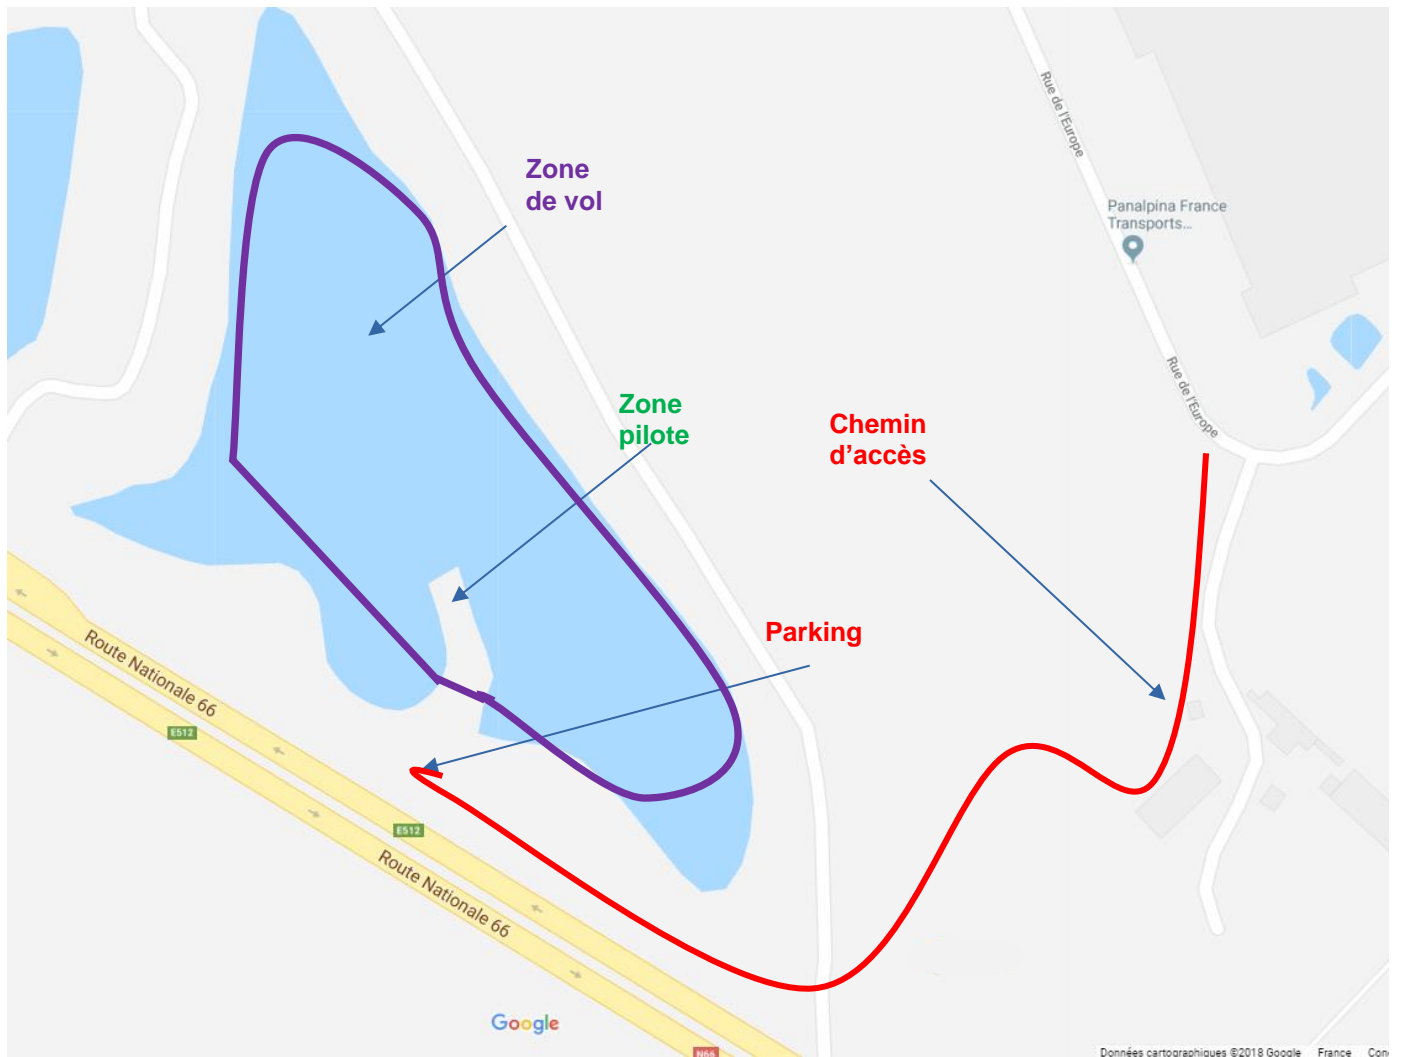 Rue de l'Europe
Zone
de vol
Panalpina France
Transports...
Rue de l'Europe
Zone
pilote
Chemin
d'accès
Parking
Route Nationale 66
E512
E512
Route Nationale 66
Google
N66
Données cartographiques ©2018 Google France Con